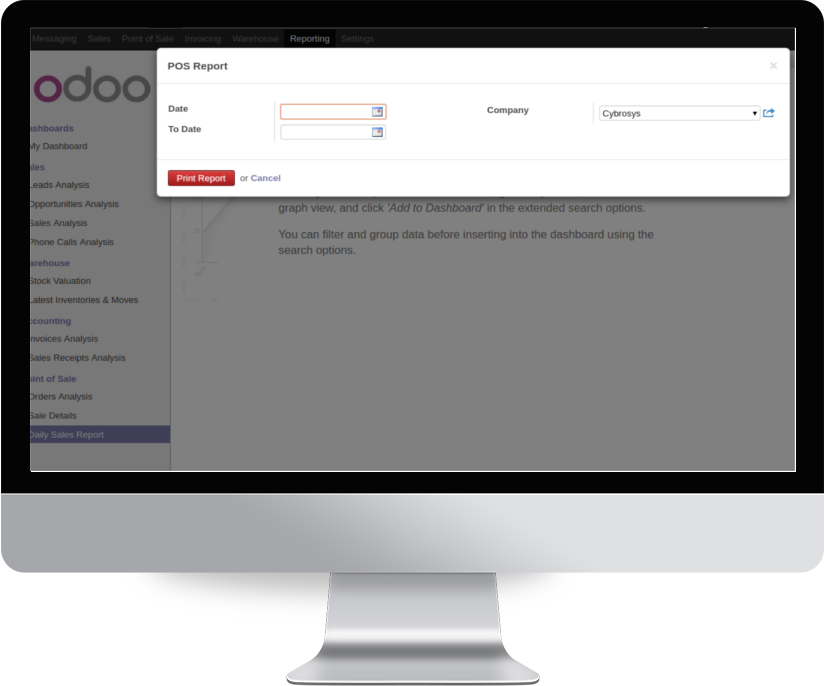 Messaging Sales Point of Sale Invoicing Warehouse Reporting Settings
odoo
POS Report ×
Date
Company
Cybrosys
To Date
Print Report or Cancel
graph view, and click 'Add to Dashboard' in the extended search options.
You can filter and group data before inserting into the dashboard using the
search options.
ashboards
My Dashboard
ales
Leads Analysis
Opportunities Analysis
Sales Analysis
Phone Calls Analysis
arehouse
Stock Valuation
Latest Inventories & Moves
ccounting
Invoices Analysis
Sales Receipts Analysis
oint of Sale
Orders Analysis
Sale Details
Daily Sales Report